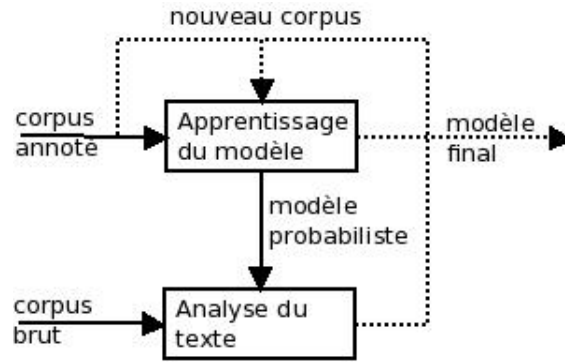 nouveau corpus
corpus
annoté
Apprentissage
du modèle
modèle
final
modèle
probabiliste
corpus
brut
Analyse du
texte